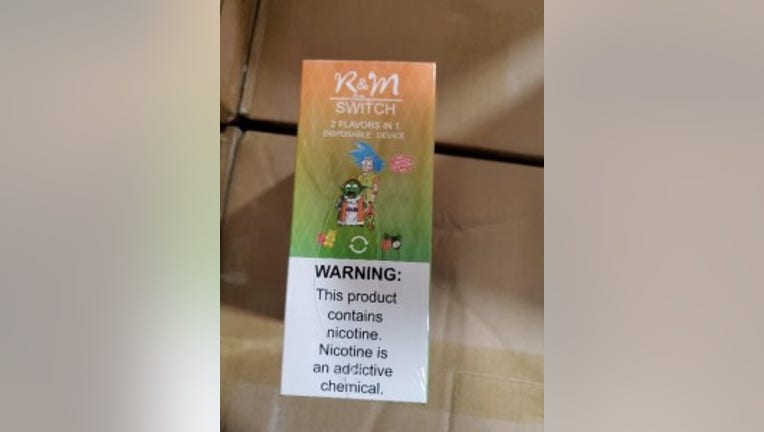 R&M
SWITCH
2 FLAVORS IN 1
DISPOSABLE DEVICE
WARNING:
This product
contains
nicotine.
Nicotine is
an addictive
chemical.